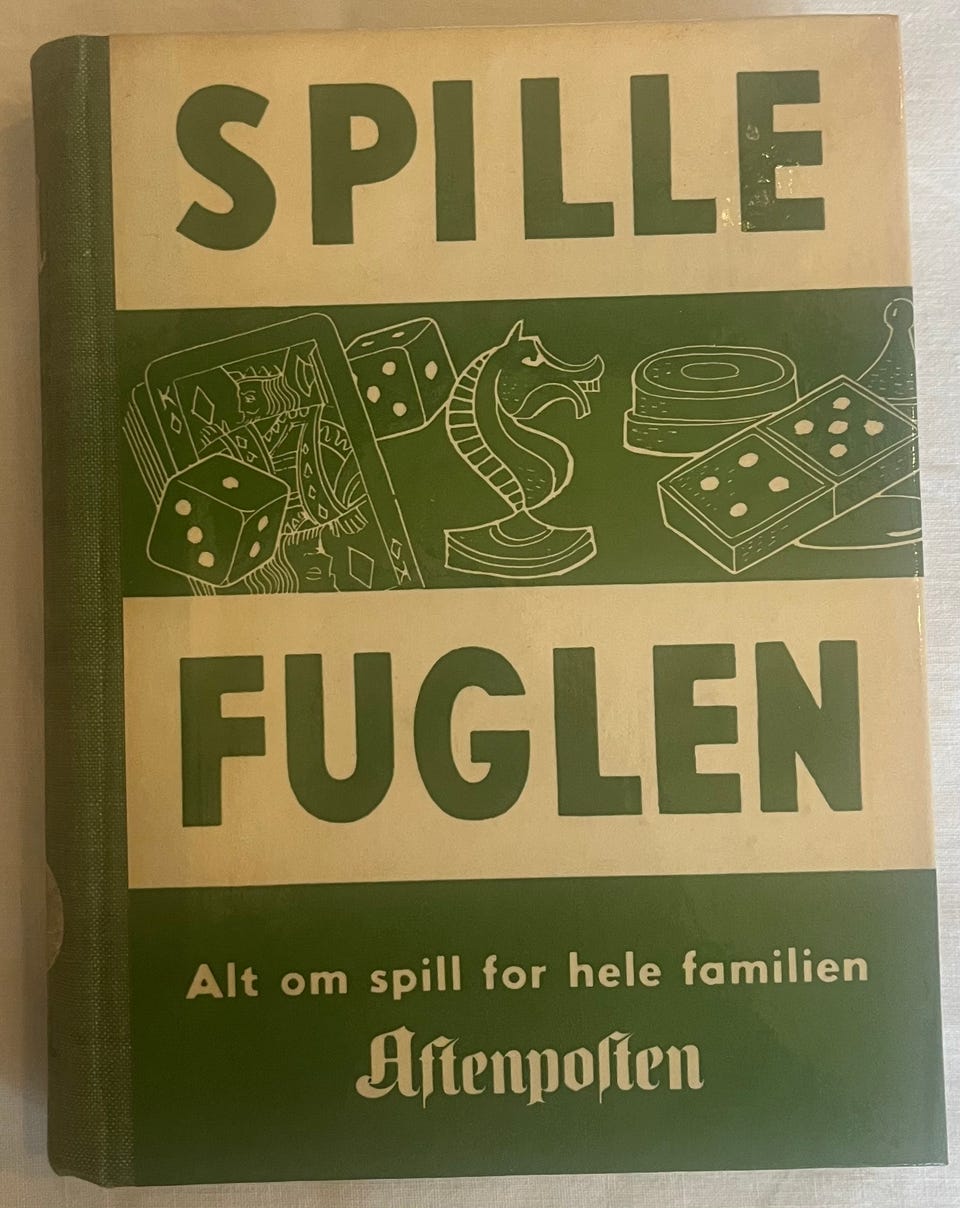 SPILLE
K
FUGLEN
Alt om spill for hele familien
Aftenposten